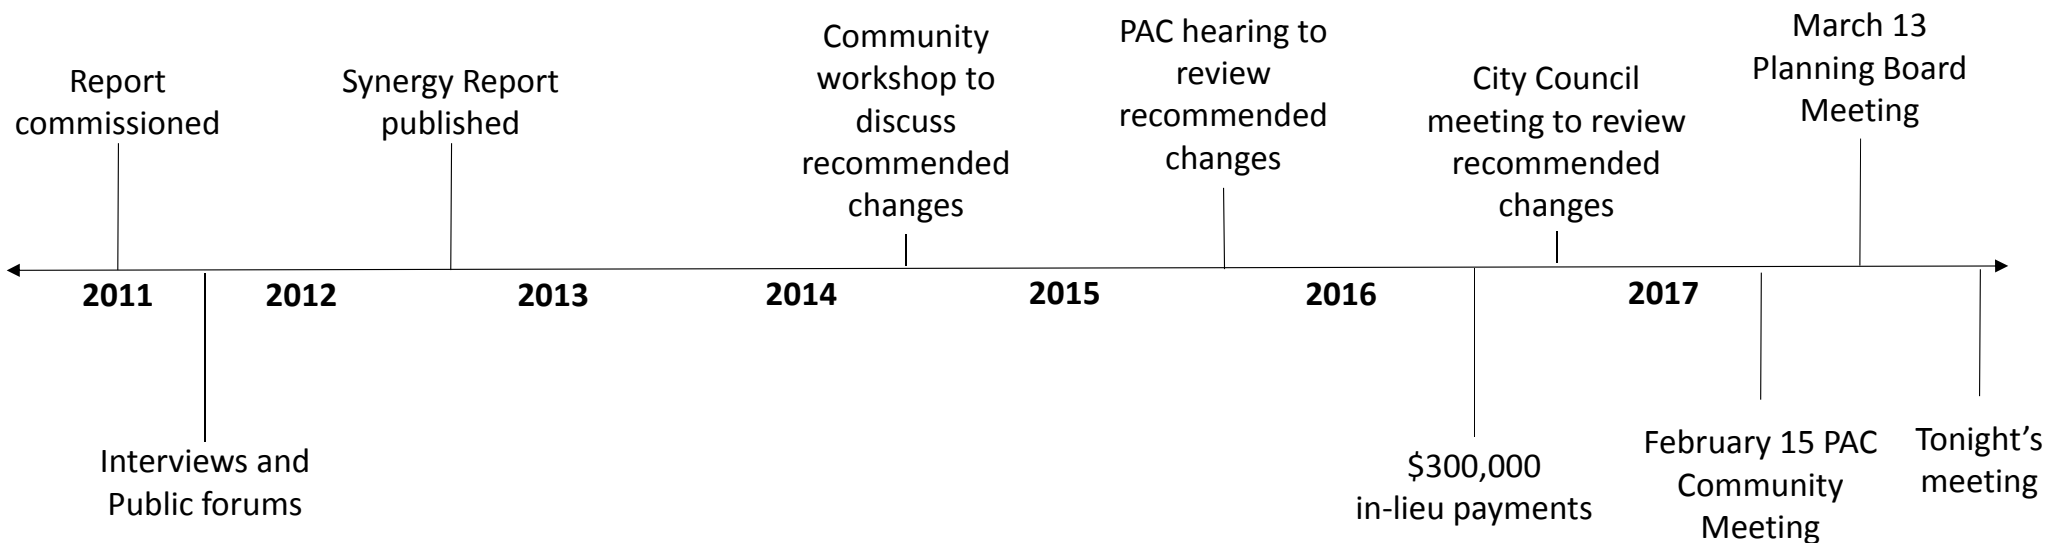 Report
commissioned
Synergy Report
published
Community
workshop to
discuss
recommended
changes
PAC hearing to
review
recommended
changes
City Council
meeting to review
recommended
changes
March 13
Planning Board
Meeting
2011
2012
2013
2014
2015
2016
2017
Interviews and
Public forums
$300,000
in-lieu payments
February 15 PAC
Community
Meeting
Tonight’s
meeting